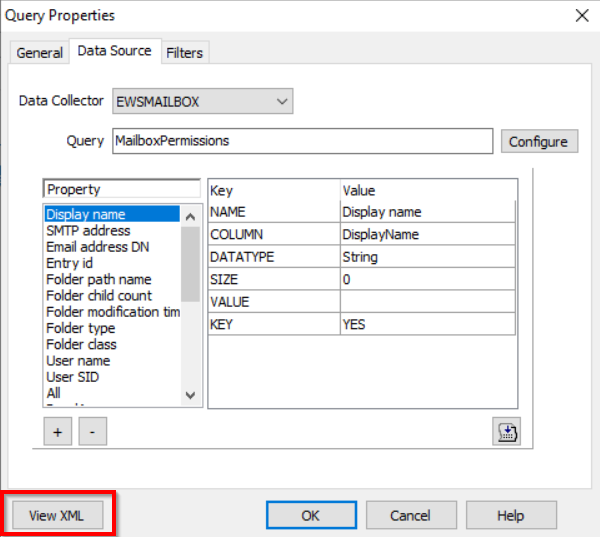 Query Properties
General Data Source Filters
Data Collector EWSMAILBOX
Query MailboxPermissions Configure
Property
Display name
SMTP address
Email address DN
Entry id
Folder path name
Folder child count
Folder modification tim
Folder type
Folder class
User name
User SID
All
Key Value
NAME Display name
COLUMN DisplayName
DATATYPE String
SIZE 0
VALUE
KEY YES
+ -
View XML OK Cancel Help